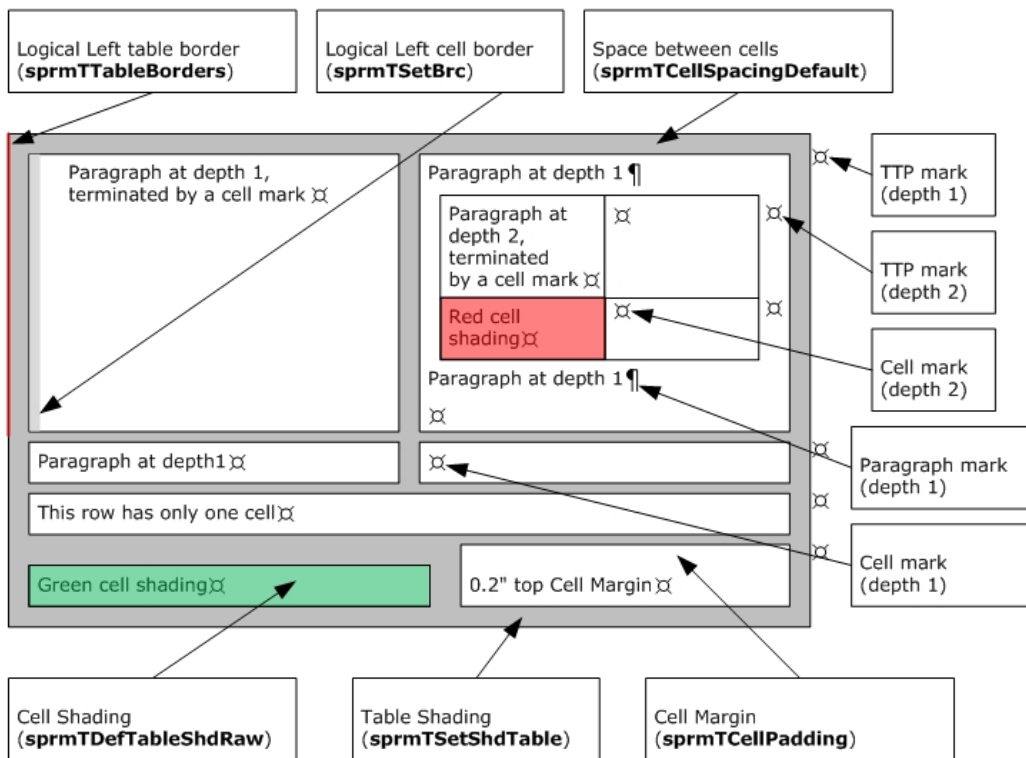 Logical Left table border
(sprmTTableBorders)
Logical Left cell border
(sprmTSetBrc)
Space between cells
(sprmTCellSpacingDefault)
Paragraph at depth 1,
terminated by a cell mark ¤
Paragraph at depth 1¶
Paragraph at
depth 2,
terminated
by a cell mark ¤
¤
¤
Red cell
shading¤
¤
¤
Paragraph at depth 1¶
¤
¤
TTP mark
(depth 1)
TTP mark
(depth 2)
Cell mark
(depth 2)
Paragraph mark
(depth 1)
Cell mark
(depth 1)
Paragraph at depth1¤
¤
¤
This row has only one cell¤
¤
Green cell shading¤
0.2" top Cell Margin ¤
¤
Cell Shading
(sprmTDefTableShdRaw)
Table Shading
(sprmTSetShdTable)
Cell Margin
(sprmTCellPadding)